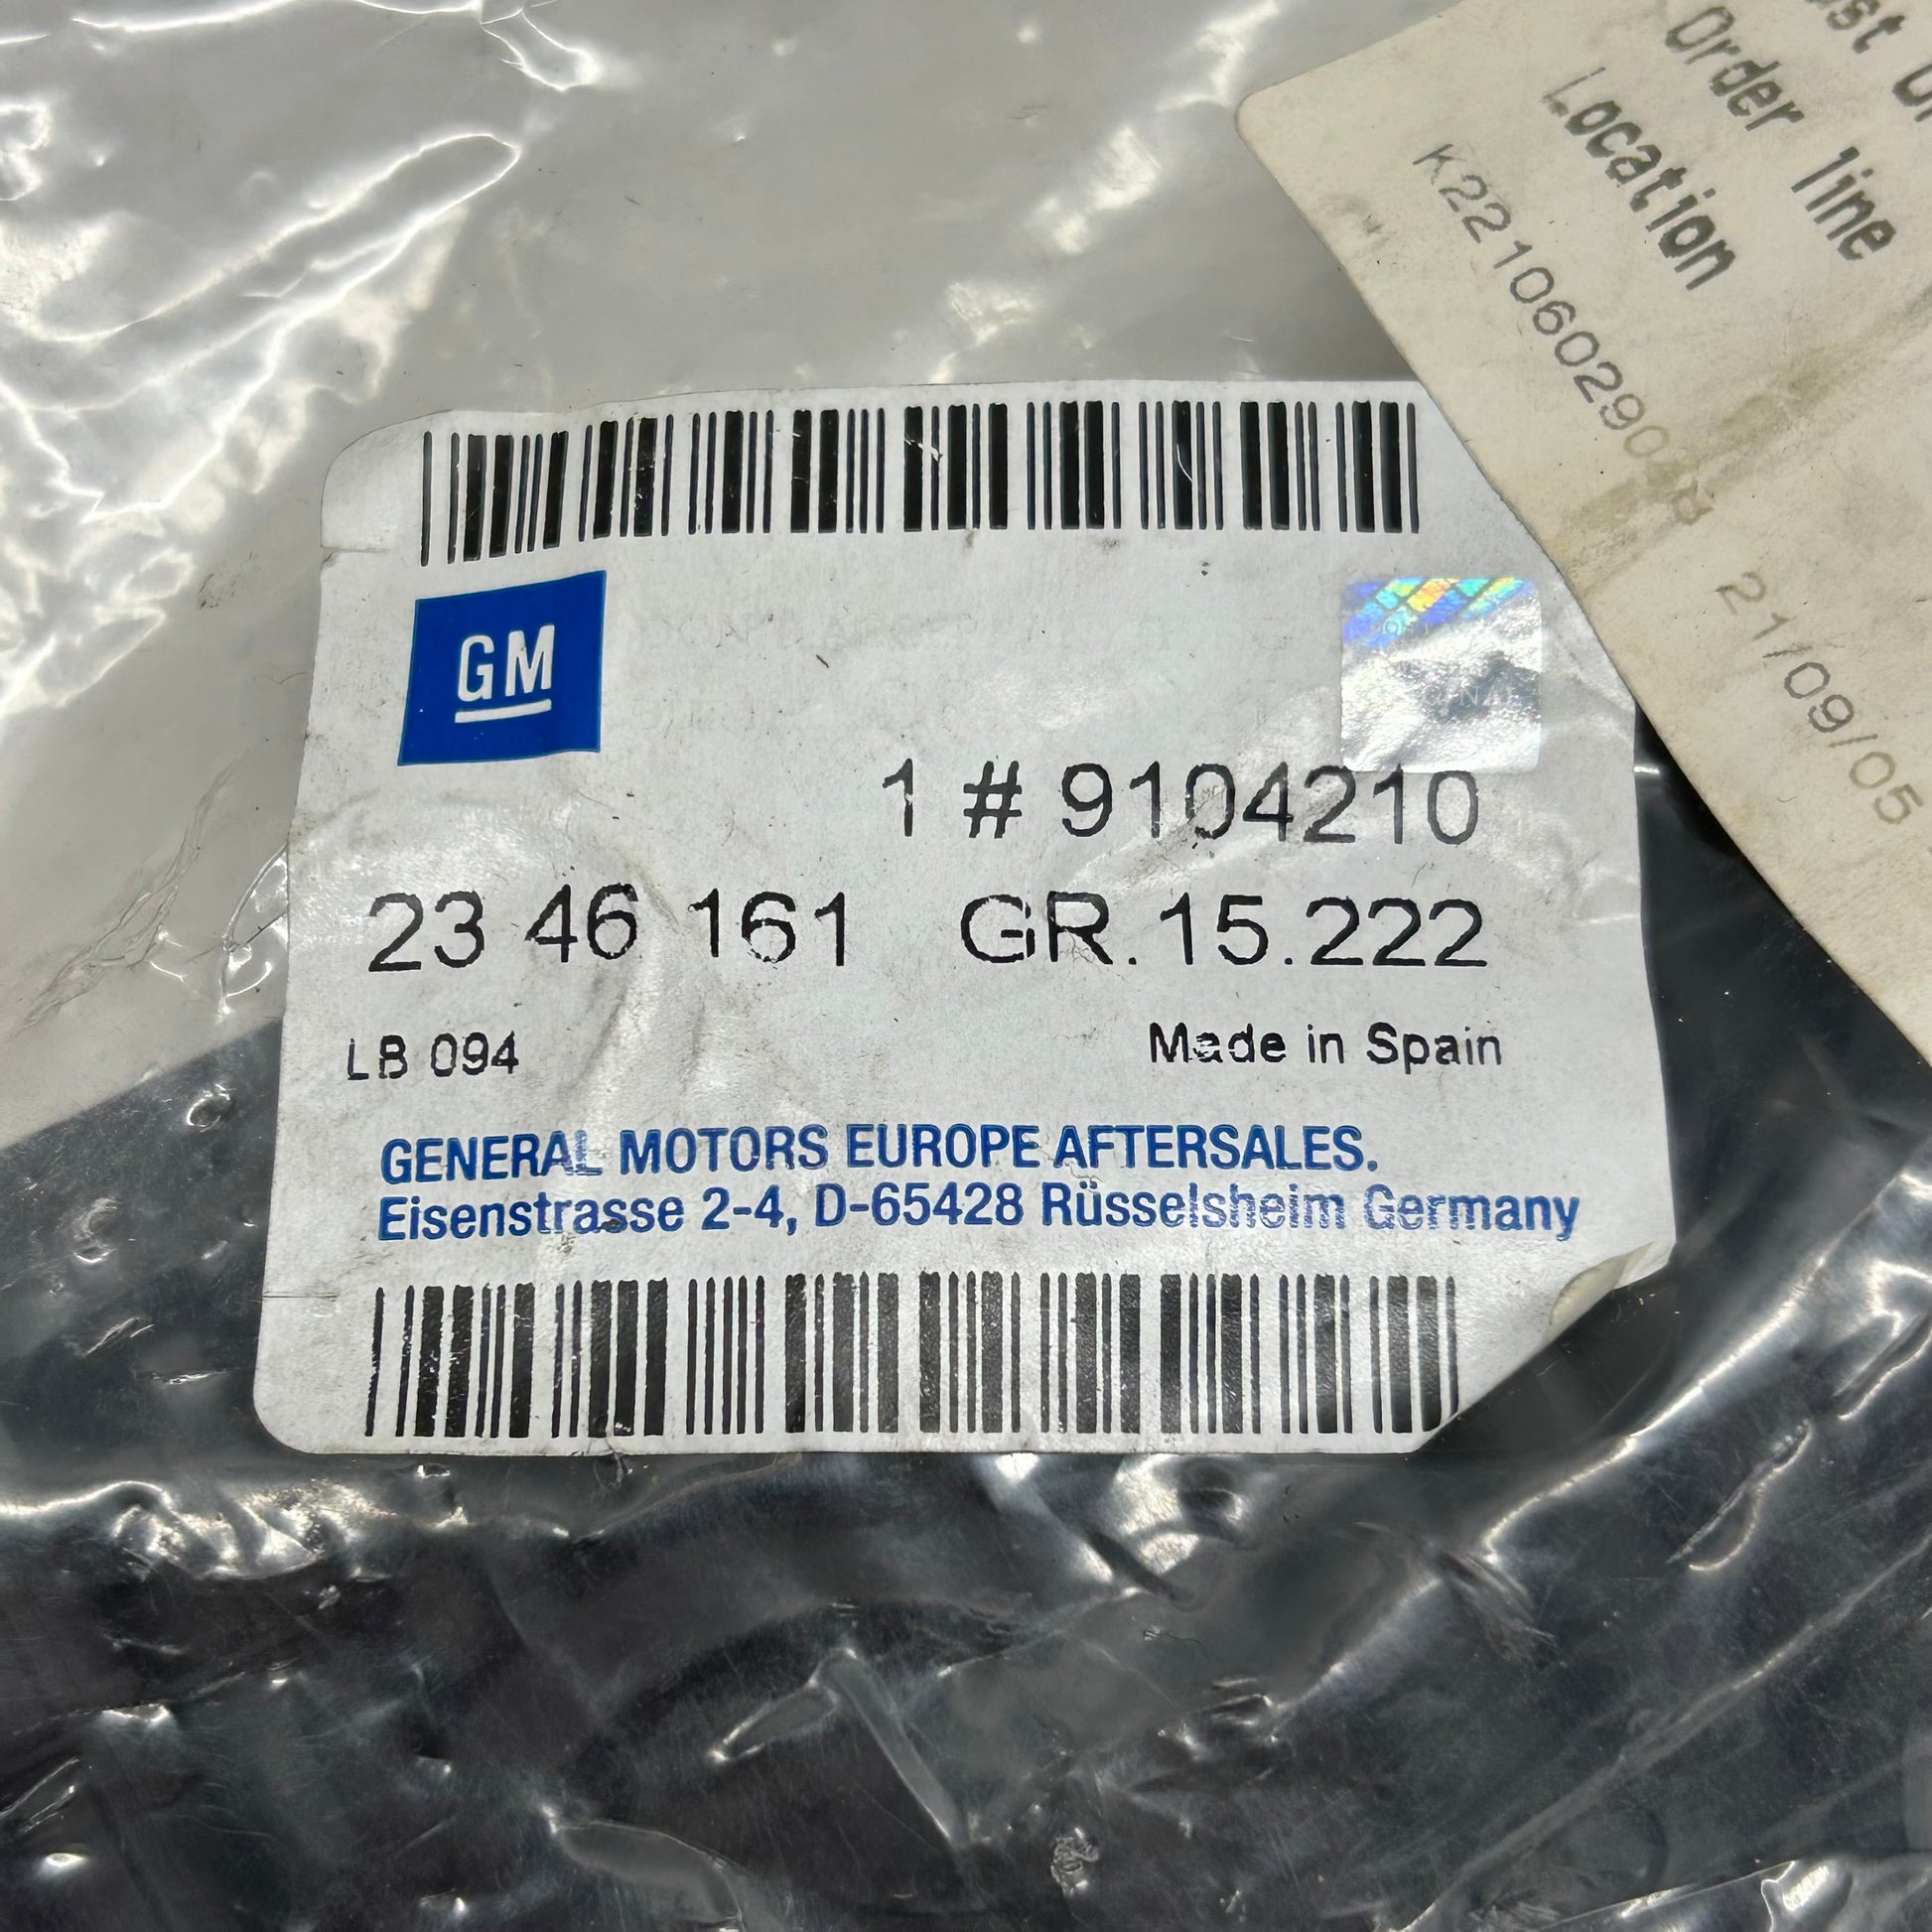 Order line
Location
K2210602904
21/09/05
GM
1 # 9104210
23 46 161 GR.15.222
LB 094 Made in Spain
GENERAL MOTORS EUROPE AFTERSALES.
Eisenstrasse 2-4, D-65428 Rüsselsheim Germany